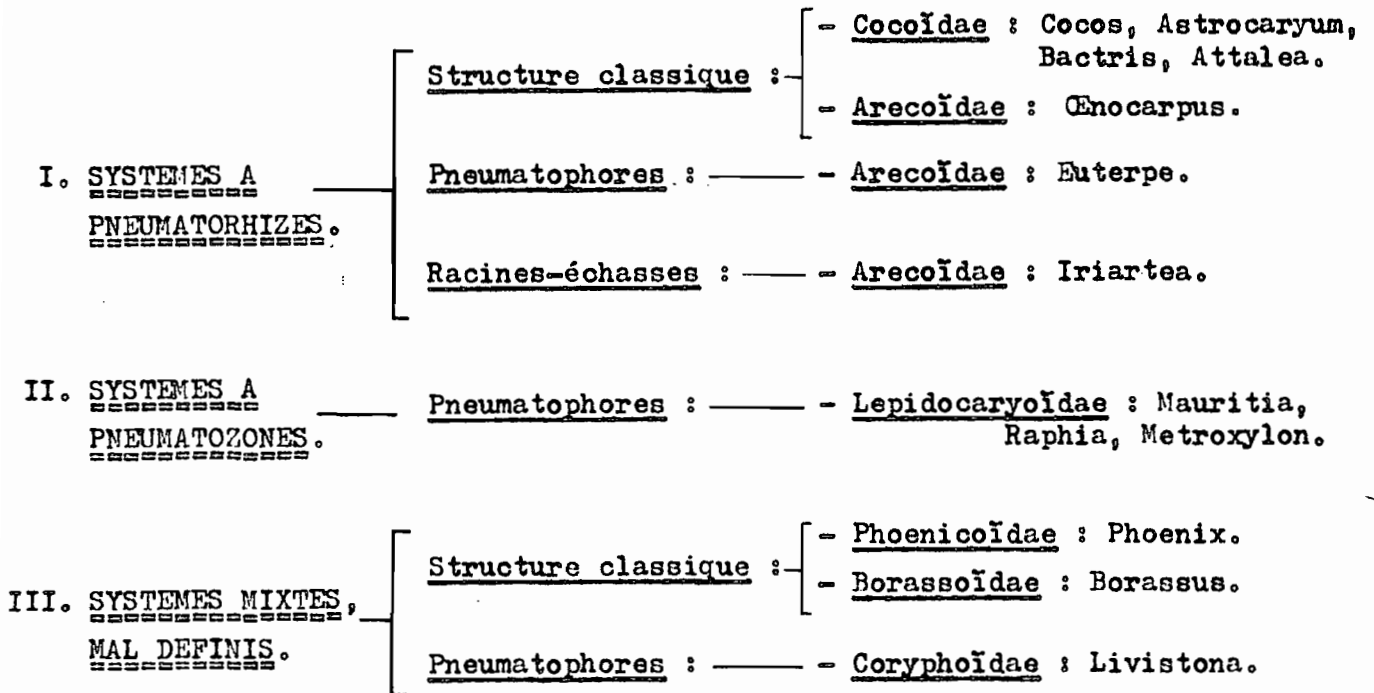 - Cocoïdae : Cocos, Astrocaryum,
Structure classique :
Bactris, Attalea.
- Arecoïdae : Œnocarpus.
I. SYSTEMES A
PNEUMATORHIZES.
Pneumatophores : - Arecoïdae : Euterpe.
Racines-échasses : - Arecoïdae : Iriartea.
II. SYSTEMES A
PNEUMATOZONES.
Pneumatophores : - Lepidocaryoïdae : Mauritia,
Raphia, Metroxylon.
III. SYSTEMES MIXTES,
MAL DEFINIS.
Structure classique :
- Phoenicoïdae : Phoenix.
- Borassoïdae : Borassus.
Pneumatophores : - Coryphoïdae : Livistona.